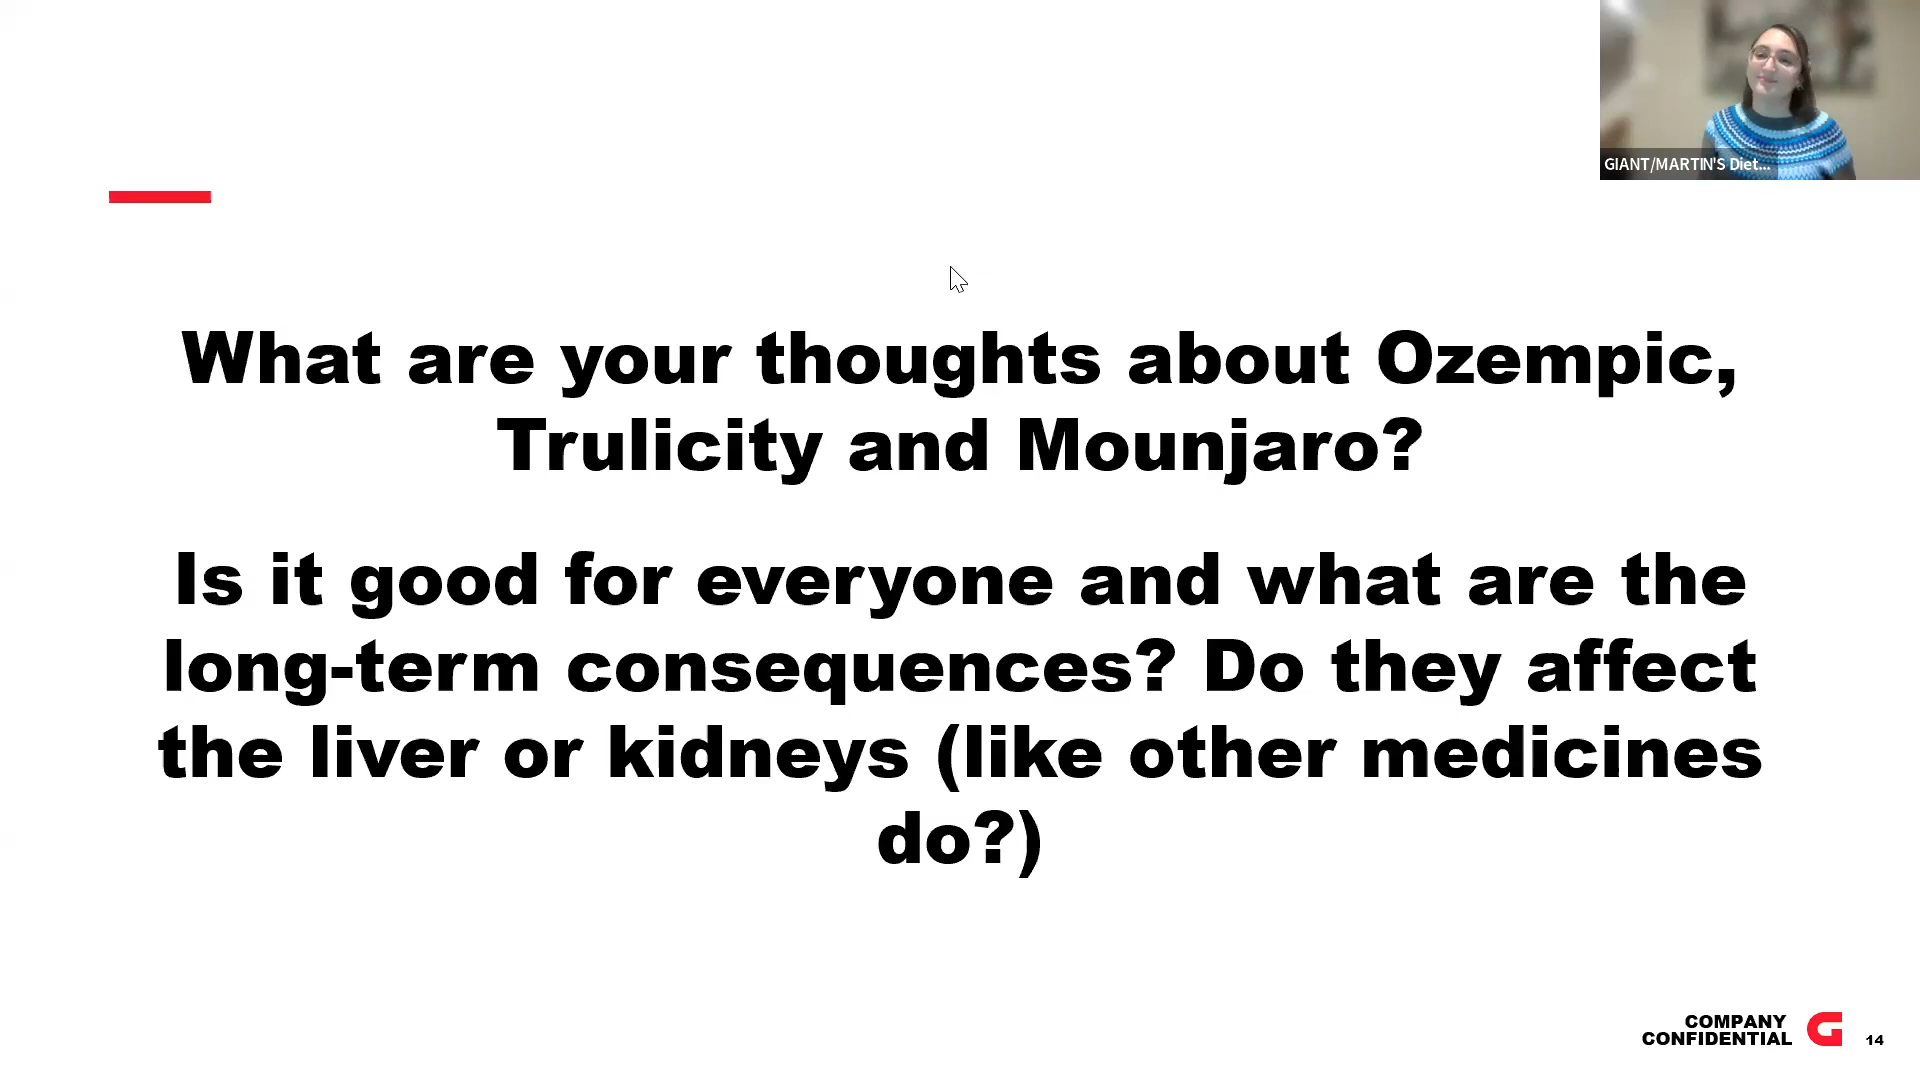 GIANT/MARTIN'S Diet...
What are your thoughts about Ozempic,
Trulicity and Mounjaro?
Is it good for everyone and what are the
long-term consequences? Do they affect
the liver or kidneys (like other medicines
do?)
COMPANY
CONFIDENTIAL
14